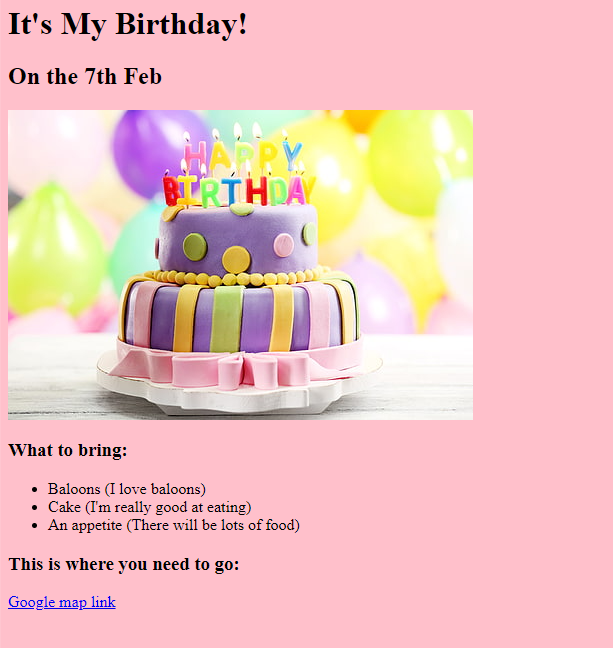 It's My Birthday!
On the 7th Feb
HAPPY
BIRTHDAY
What to bring:
Baloons (I love baloons)
Cake (I'm really good at eating)
An appetite (There will be lots of food)
This is where you need to go:
Google map link